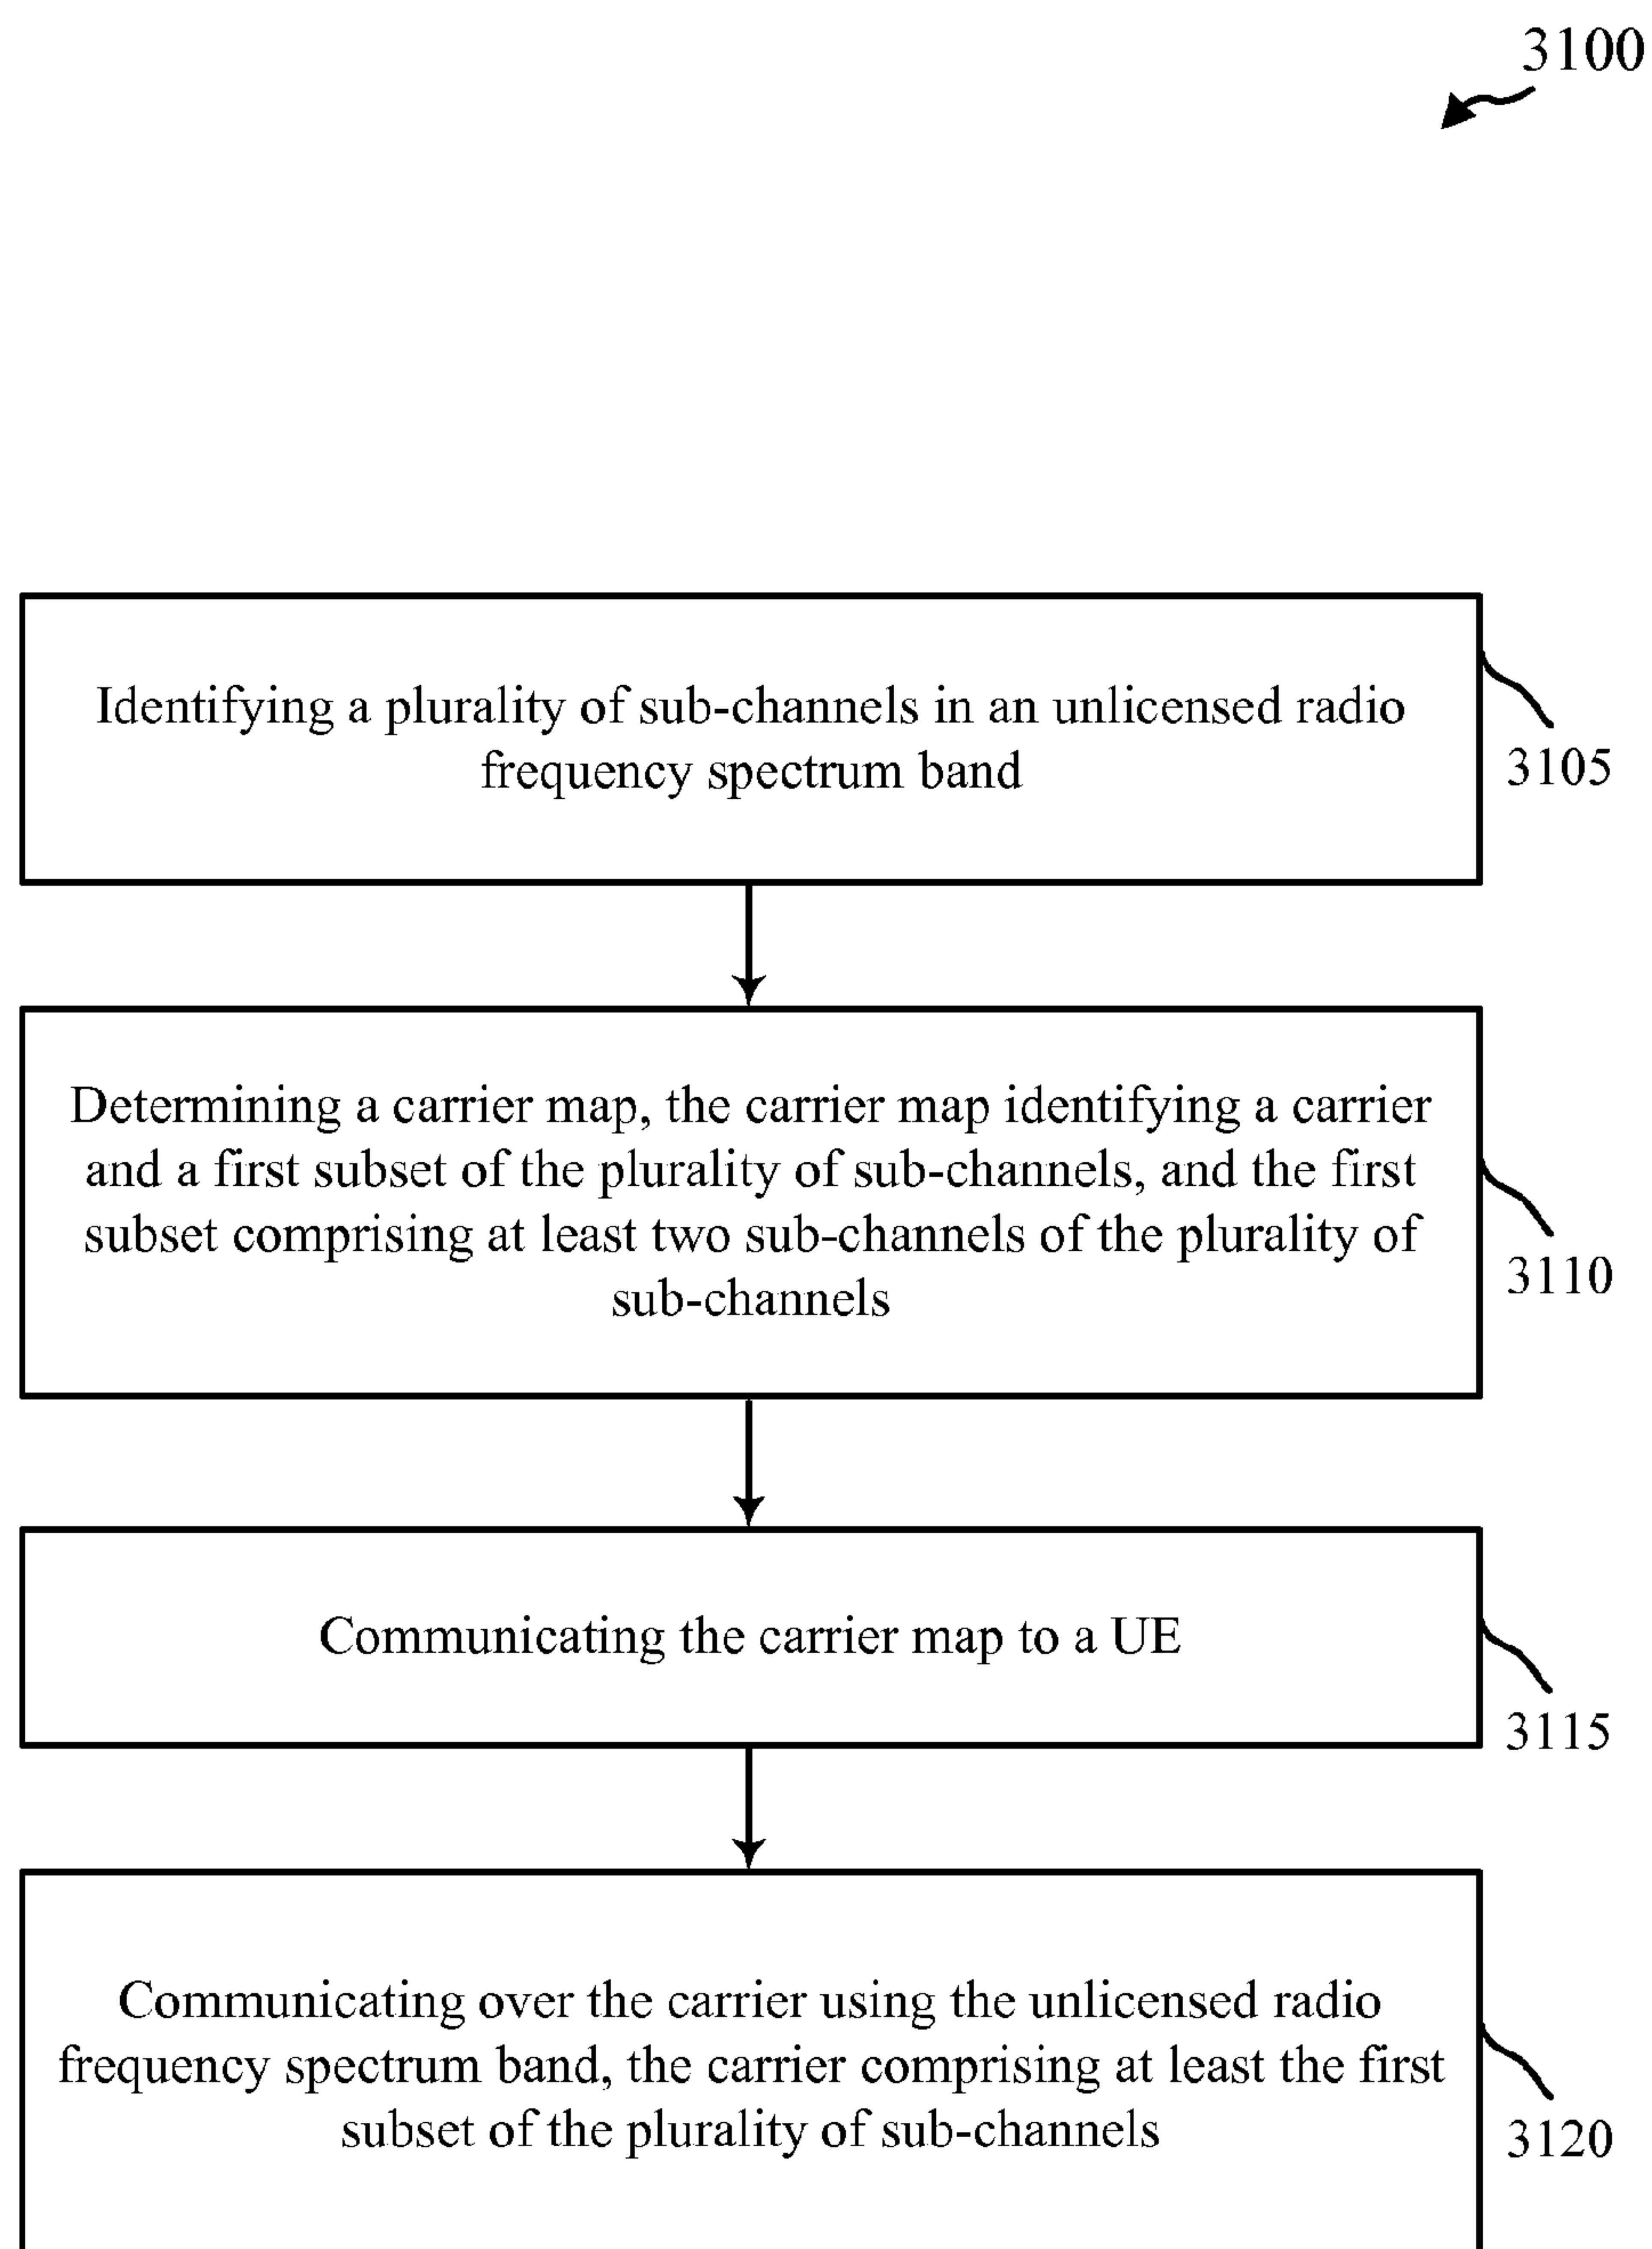 3100
Identifying a plurality of sub-channels in an unlicensed radio
frequency spectrum band
3105
Determining a carrier map, the carrier map identifying a carrier
and a first subset of the plurality of sub-channels, and the first
subset comprising at least two sub-channels of the plurality of
sub-channels
3110
Communicating the carrier map to a UE
3115
Communicating over the carrier using the unlicensed radio
frequency spectrum band, the carrier comprising at least the first
subset of the plurality of sub-channels
3120